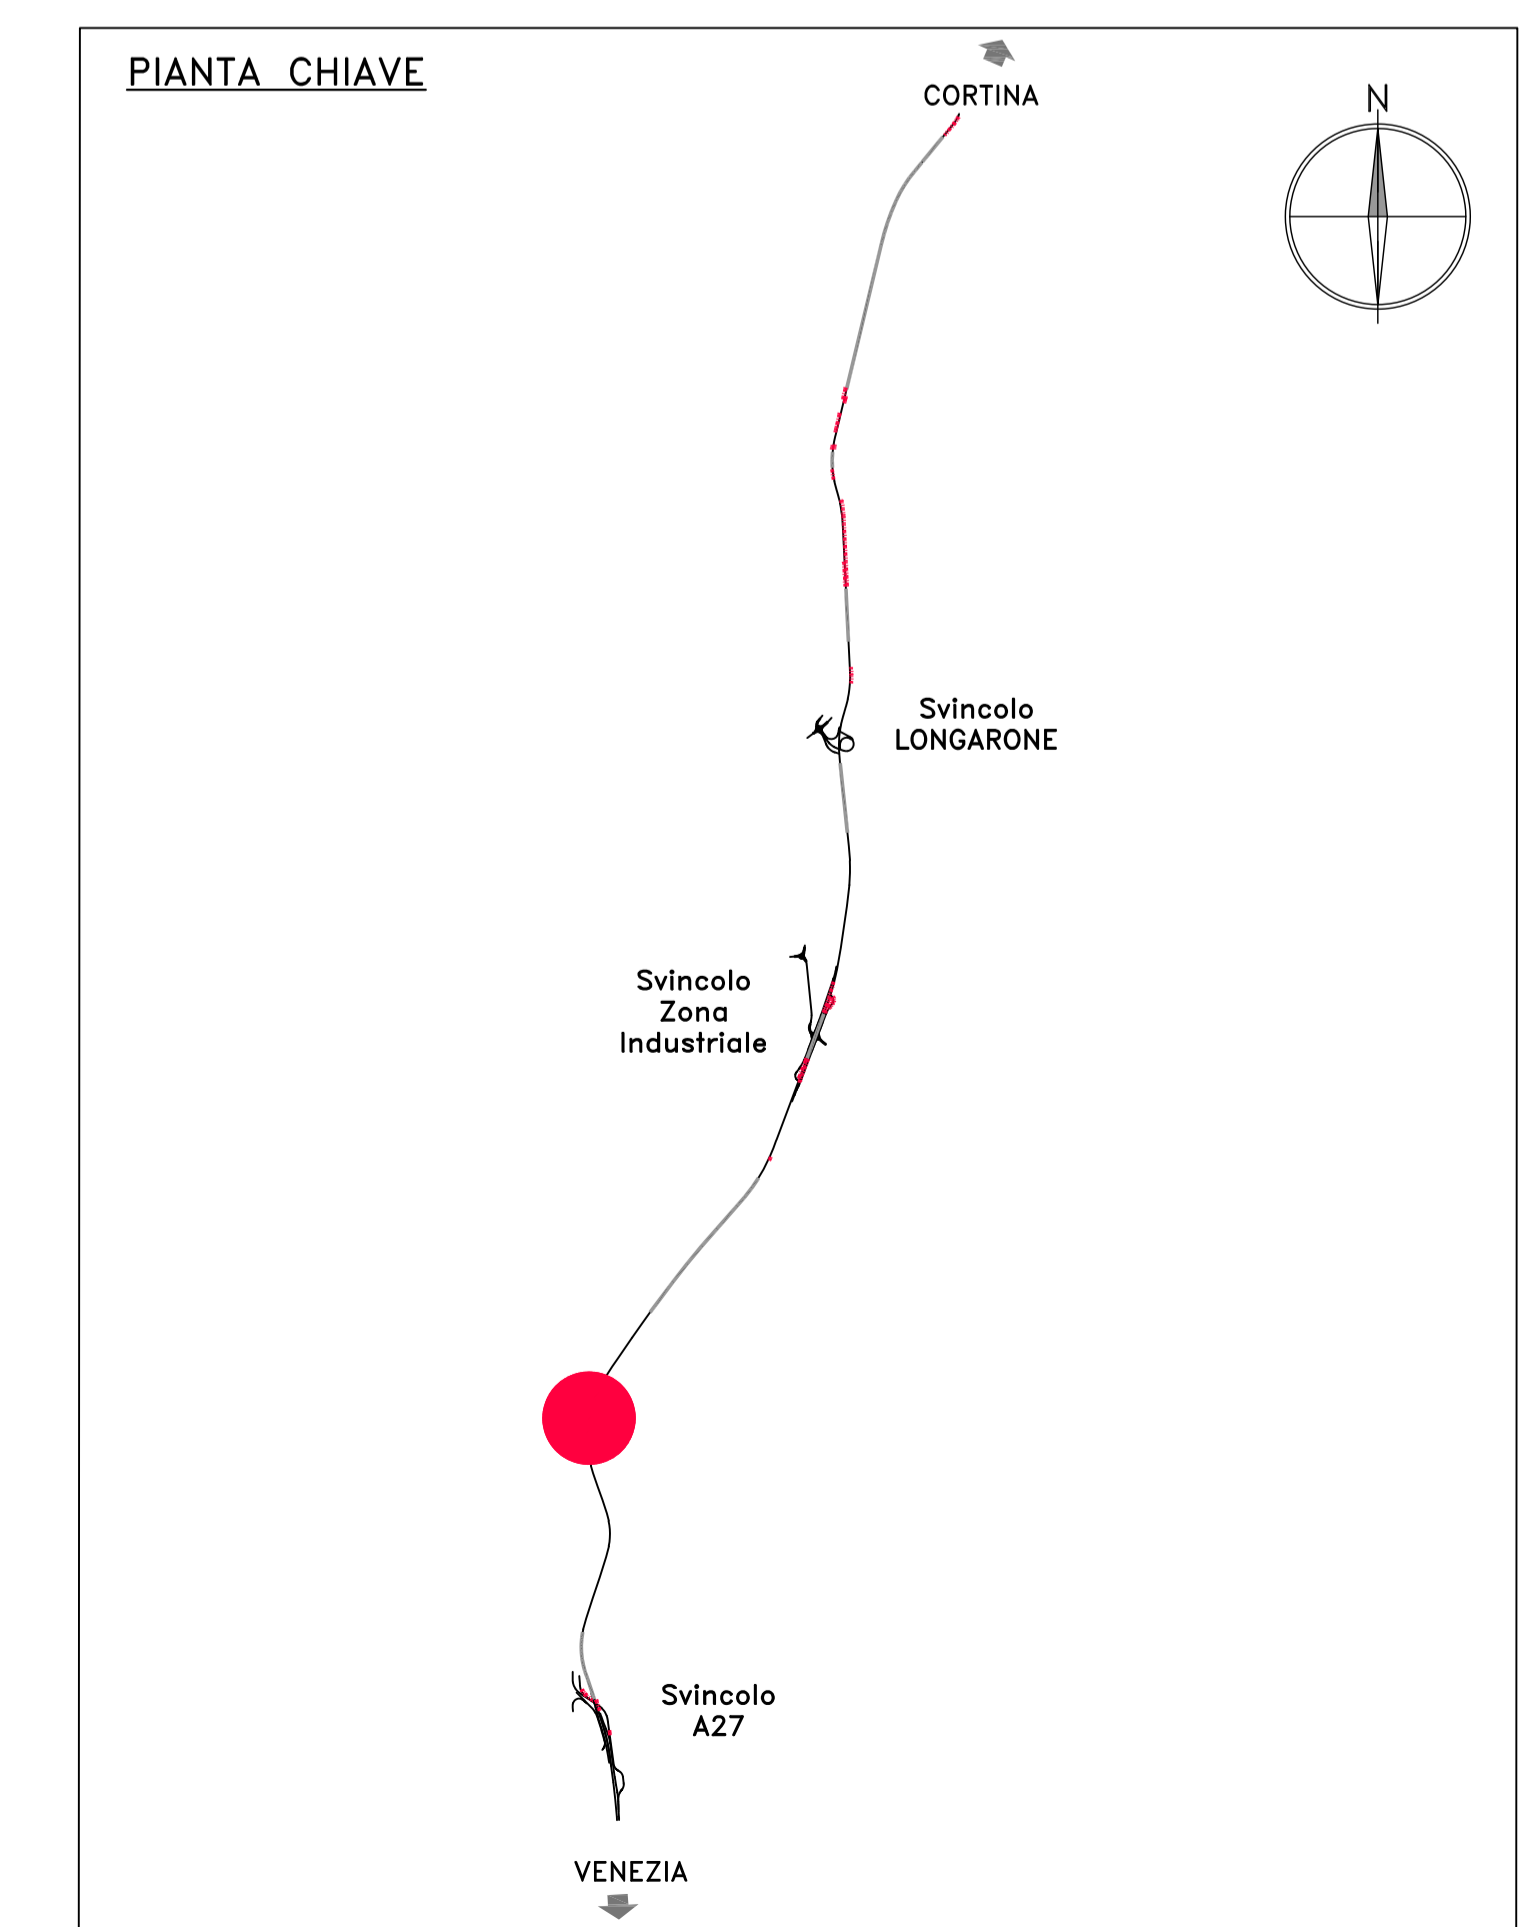 PIANTA CHIAVE
CORTINA
N
Svincolo
LONGARONE
Svincolo
Zona
Industriale
Svincolo
A27
VENEZIA